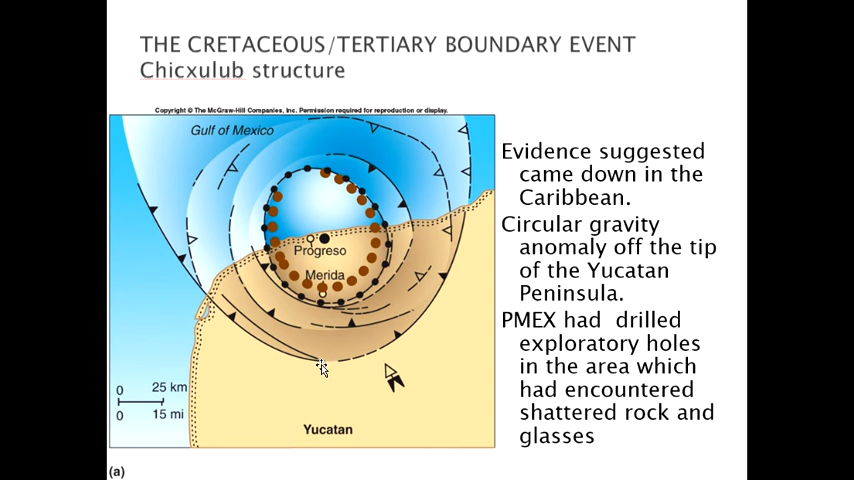 THE CRETACEOUS/TERTIARY BOUNDARY EVENT
Chicxulub structure
Copyright © The McGraw-Hill Companies, Inc. Permission required for reproduction or display.
Gulf of Mexico
Progreso
Merida
0 25 km
0 15 mi
Yucatan
(a)
Evidence suggested
came down in the
Caribbean.
Circular gravity
anomaly off the tip
of the Yucatan
Peninsula.
PMEX had drilled
exploratory holes
in the area which
had encountered
shattered rock and
glasses